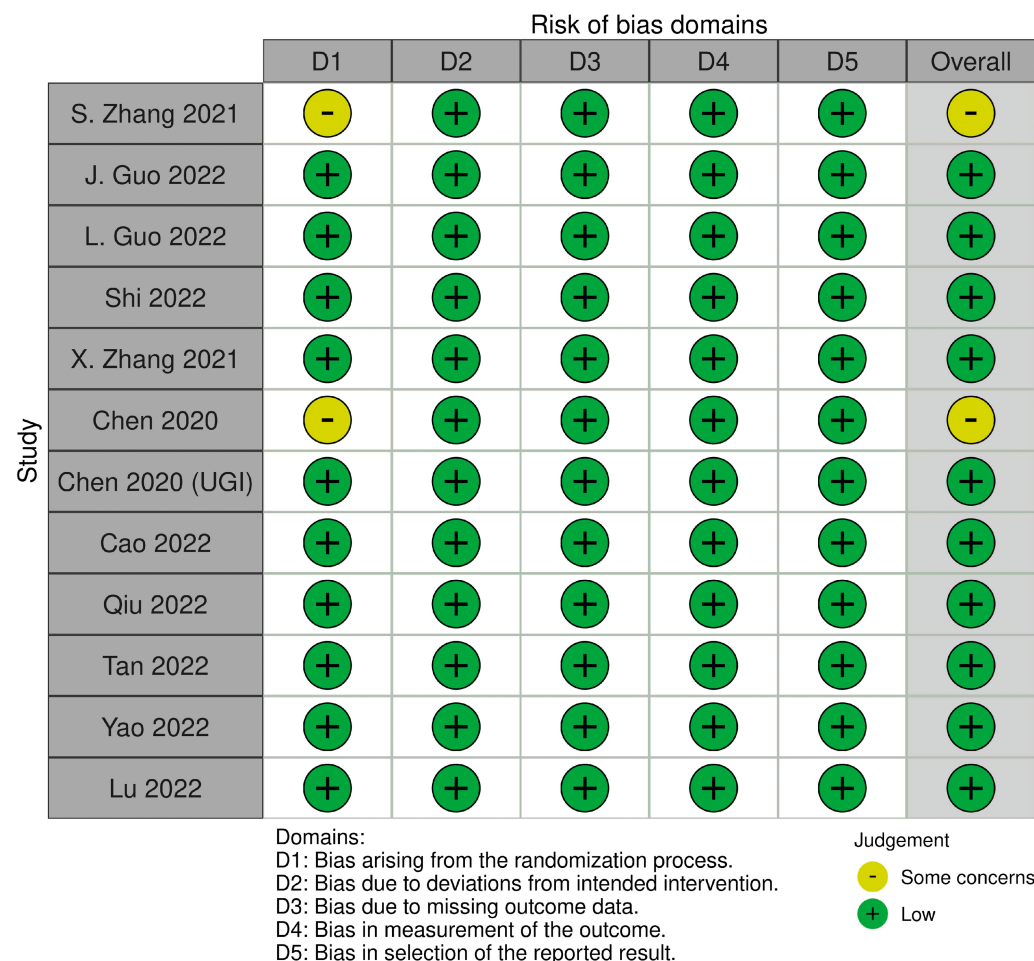 Risk of bias domains
D1 D2 D3 D4 D5 Overall
Study
S. Zhang 2021 - + + + + -
J. Guo 2022 + + + + + +
L. Guo 2022 + + + + + +
Shi 2022 + + + + + +
X. Zhang 2021 + + + + + +
Chen 2020 - + + + + -
Chen 2020 (UGI) + + + + + +
Cao 2022 + + + + + +
Qiu 2022 + + + + + +
Tan 2022 + + + + + +
Yao 2022 + + + + + +
Lu 2022 + + + + + +
Domains:
D1: Bias arising from the randomization process.
D2: Bias due to deviations from intended intervention.
D3: Bias due to missing outcome data.
D4: Bias in measurement of the outcome.
D5: Bias in selection of the reported result.
Judgement
- Some concerns
+ Low